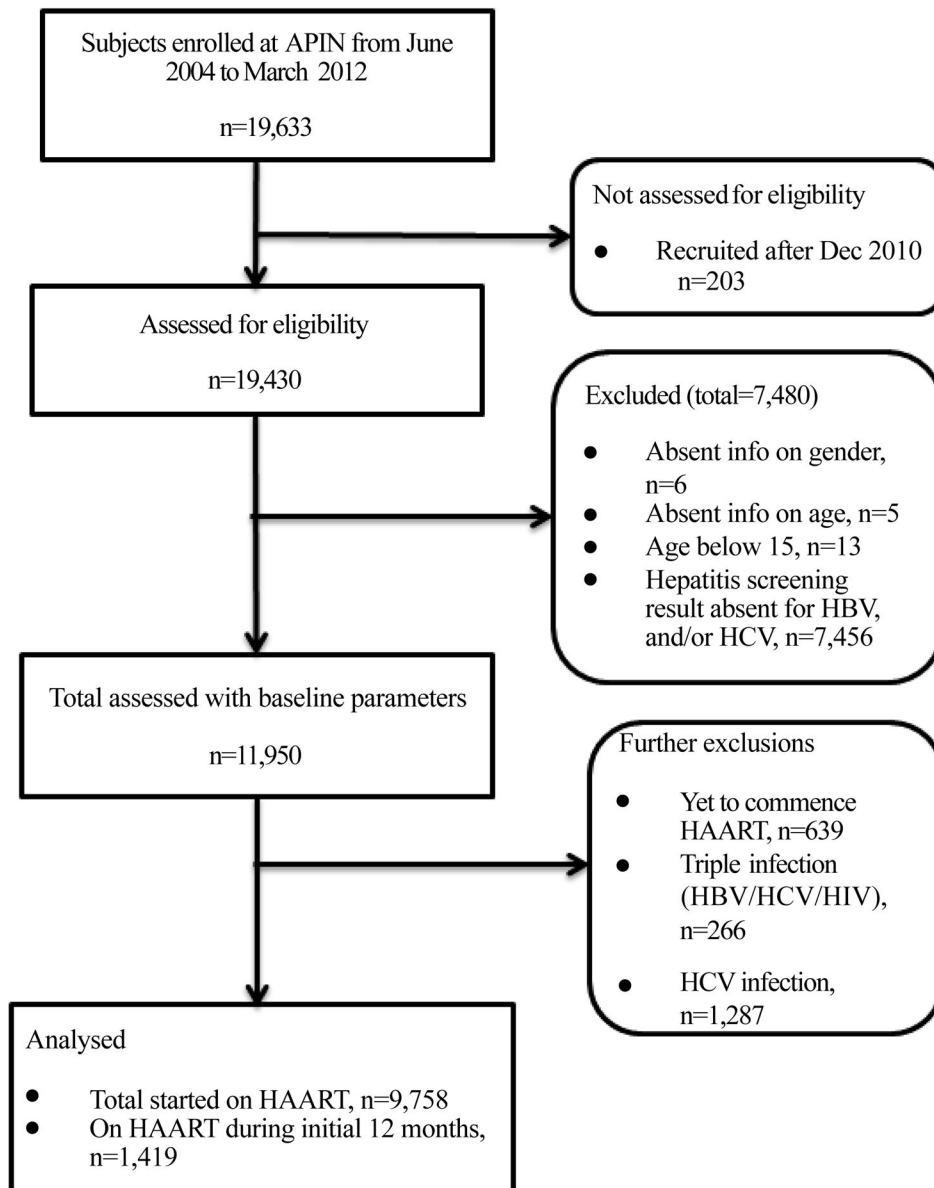 Subjects enrolled at APIN from June
2004 to March 2012
n=19,633
Not assessed for eligibility
● Recruited after Dec 2010
n=203
Assessed for eligibility
n=19,430
Excluded (total=7,480)
● Absent info on gender,
n=6
● Absent info on age, n=5
● Age below 15, n=13
● Hepatitis screening
result absent for HBV,
and/or HCV, n=7,456
Total assessed with baseline parameters
n=11,950
Further exclusions
● Yet to commence
HAART, n=639
● Triple infection
(HBV/HCV/HIV),
n=266
● HCV infection,
n=1,287
Analysed
● Total started on HAART, n=9,758
● On HAART during initial 12 months,
n=1,419